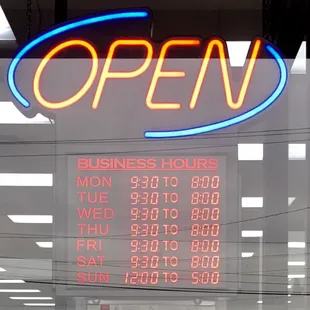 OPEN
BUSINESS HOURS
MON 9:30 TO 8:00
TUE 9:30 TO 8:00
WED 9:30 TO 8:00
THU 9:30 TO 8:00
FRI 9:30 TO 8:00
SAT 9:30 TO 8:00
SUN 12:00 TO 5:00